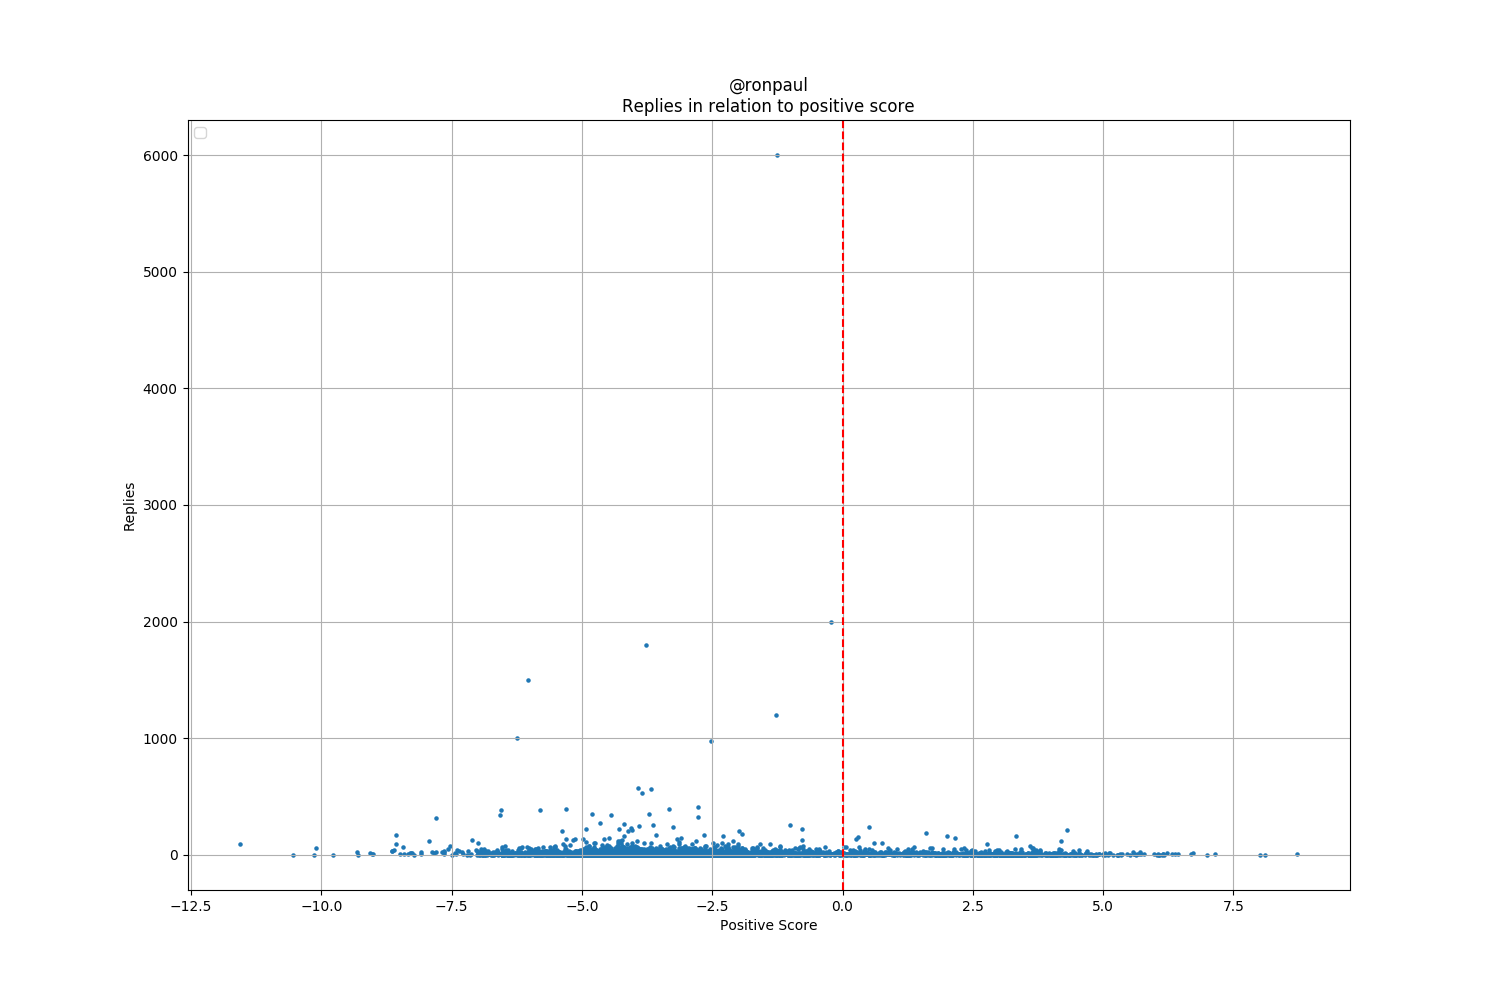 @ronpaul
Replies in relation to positive score
6000
5000
4000
3000
2000
1000
0
Replies
−12.5 −10.0 −7.5 −5.0 −2.5 0.0 2.5 5.0 7.5
Positive Score